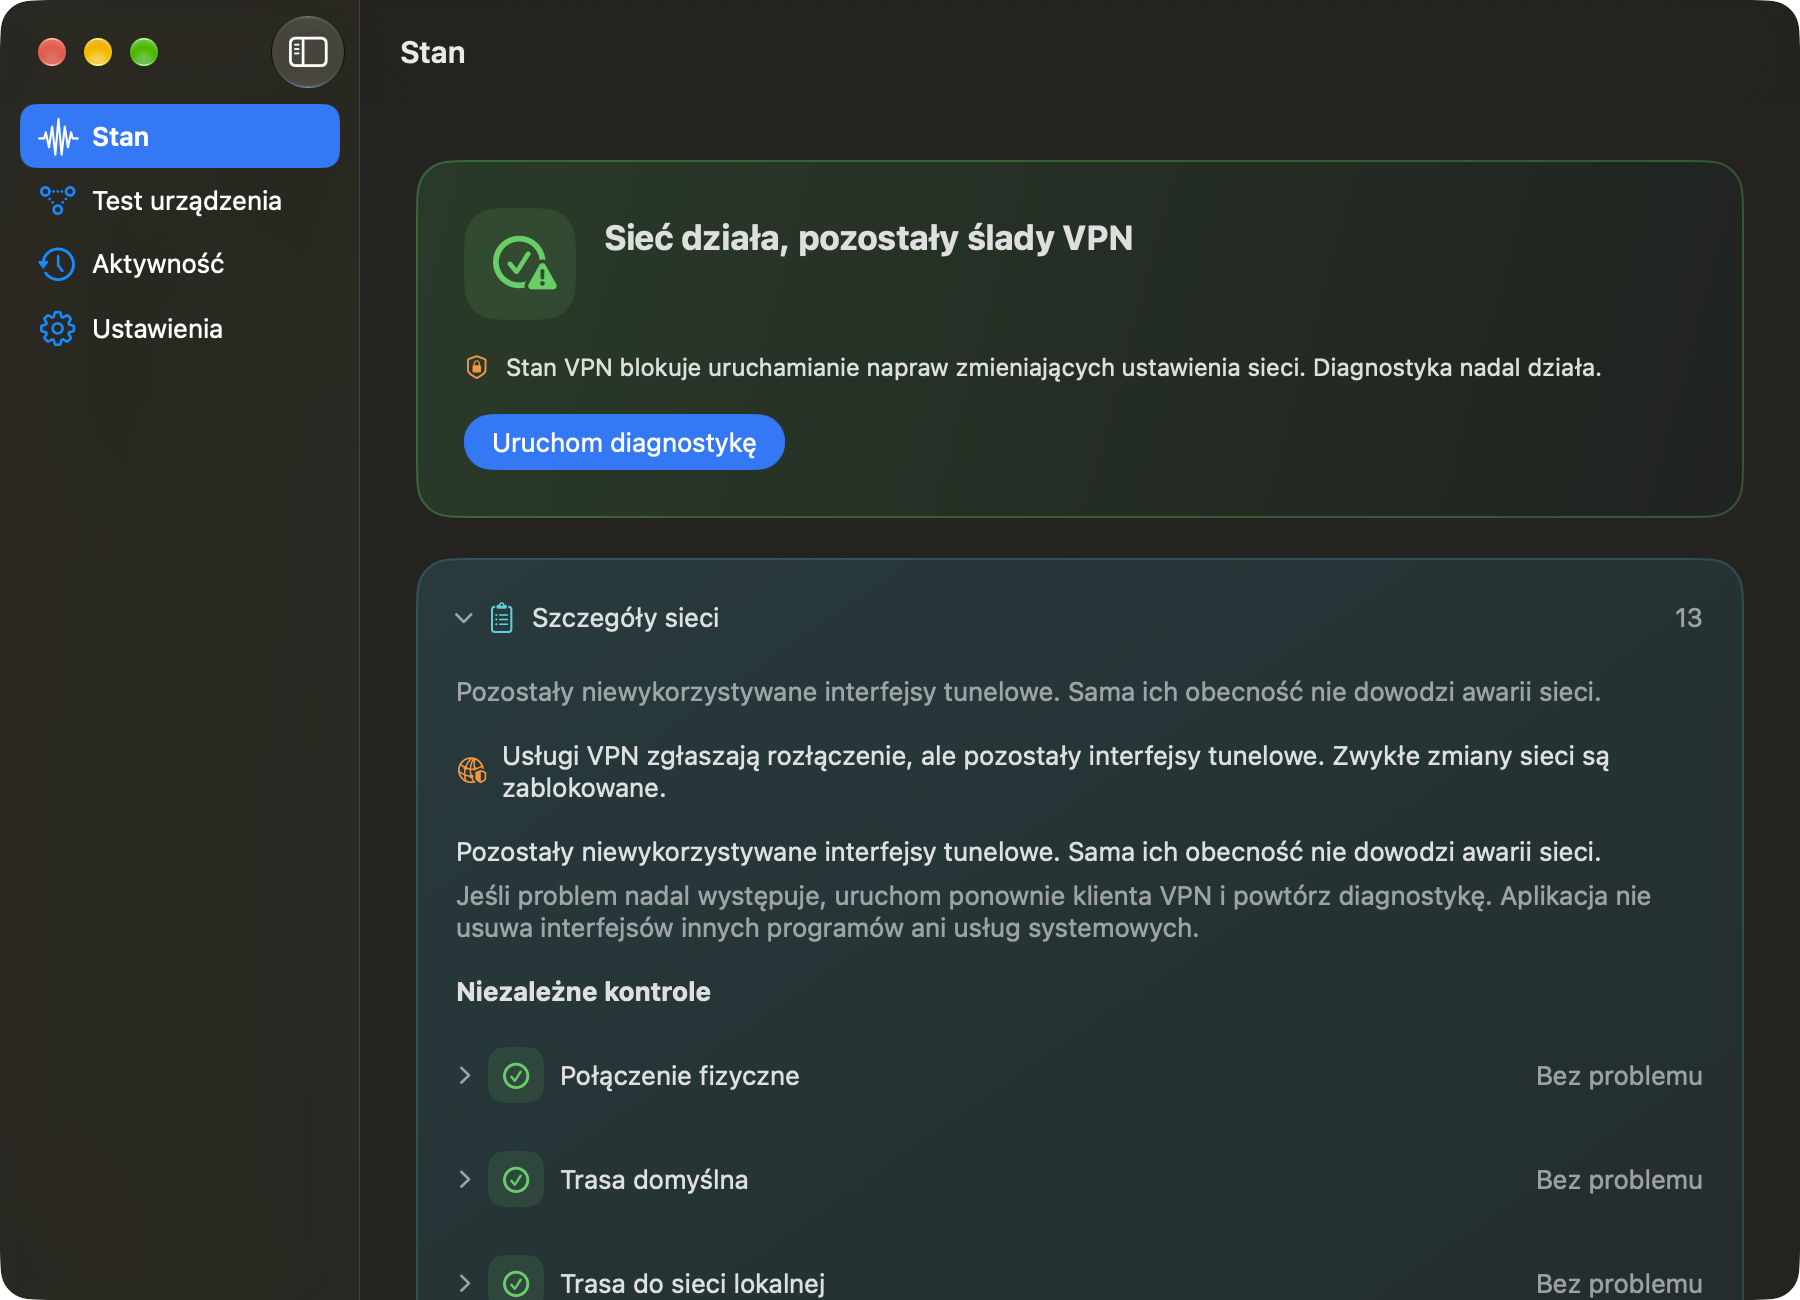 Stan
Stan
Test urządzenia
Aktywność
Ustawienia
Sieć działa, pozostały ślady VPN
Stan VPN blokuje uruchamianie napraw zmieniających ustawienia sieci. Diagnostyka nadal działa.
Uruchom diagnostykę
Szczegóły sieci 13
Pozostały niewykorzystywane interfejsy tunelowe. Sama ich obecność nie dowodzi awarii sieci.
Usługi VPN zgłaszają rozłączenie, ale pozostały interfejsy tunelowe. Zwykłe zmiany sieci są
zablokowane.
Pozostały niewykorzystywane interfejsy tunelowe. Sama ich obecność nie dowodzi awarii sieci.
Jeśli problem nadal występuje, uruchom ponownie klienta VPN i powtórz diagnostykę. Aplikacja nie
usuwa interfejsów innych programów ani usług systemowych.
Niezależne kontrole
Połączenie fizyczne Bez problemu
Trasa domyślna Bez problemu
Trasa do sieci lokalnej Bez problemu